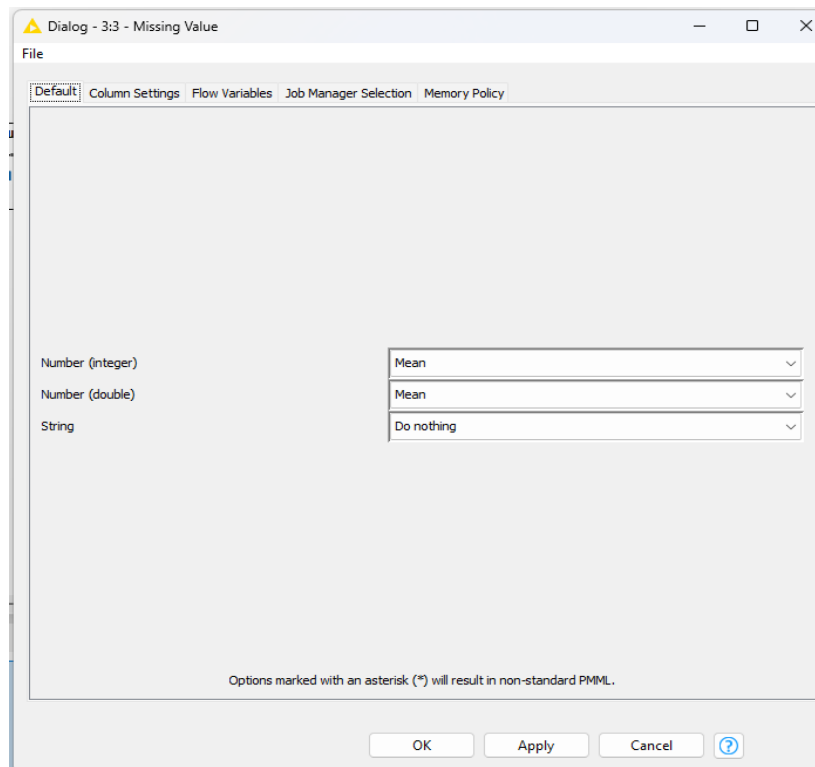 Dialog - 3:3 - Missing Value
File
Default Column Settings Flow Variables Job Manager Selection Memory Policy
Number (integer) Mean
Number (double) Mean
String Do nothing
Options marked with an asterisk (*) will result in non-standard PMML.
OK Apply Cancel ?